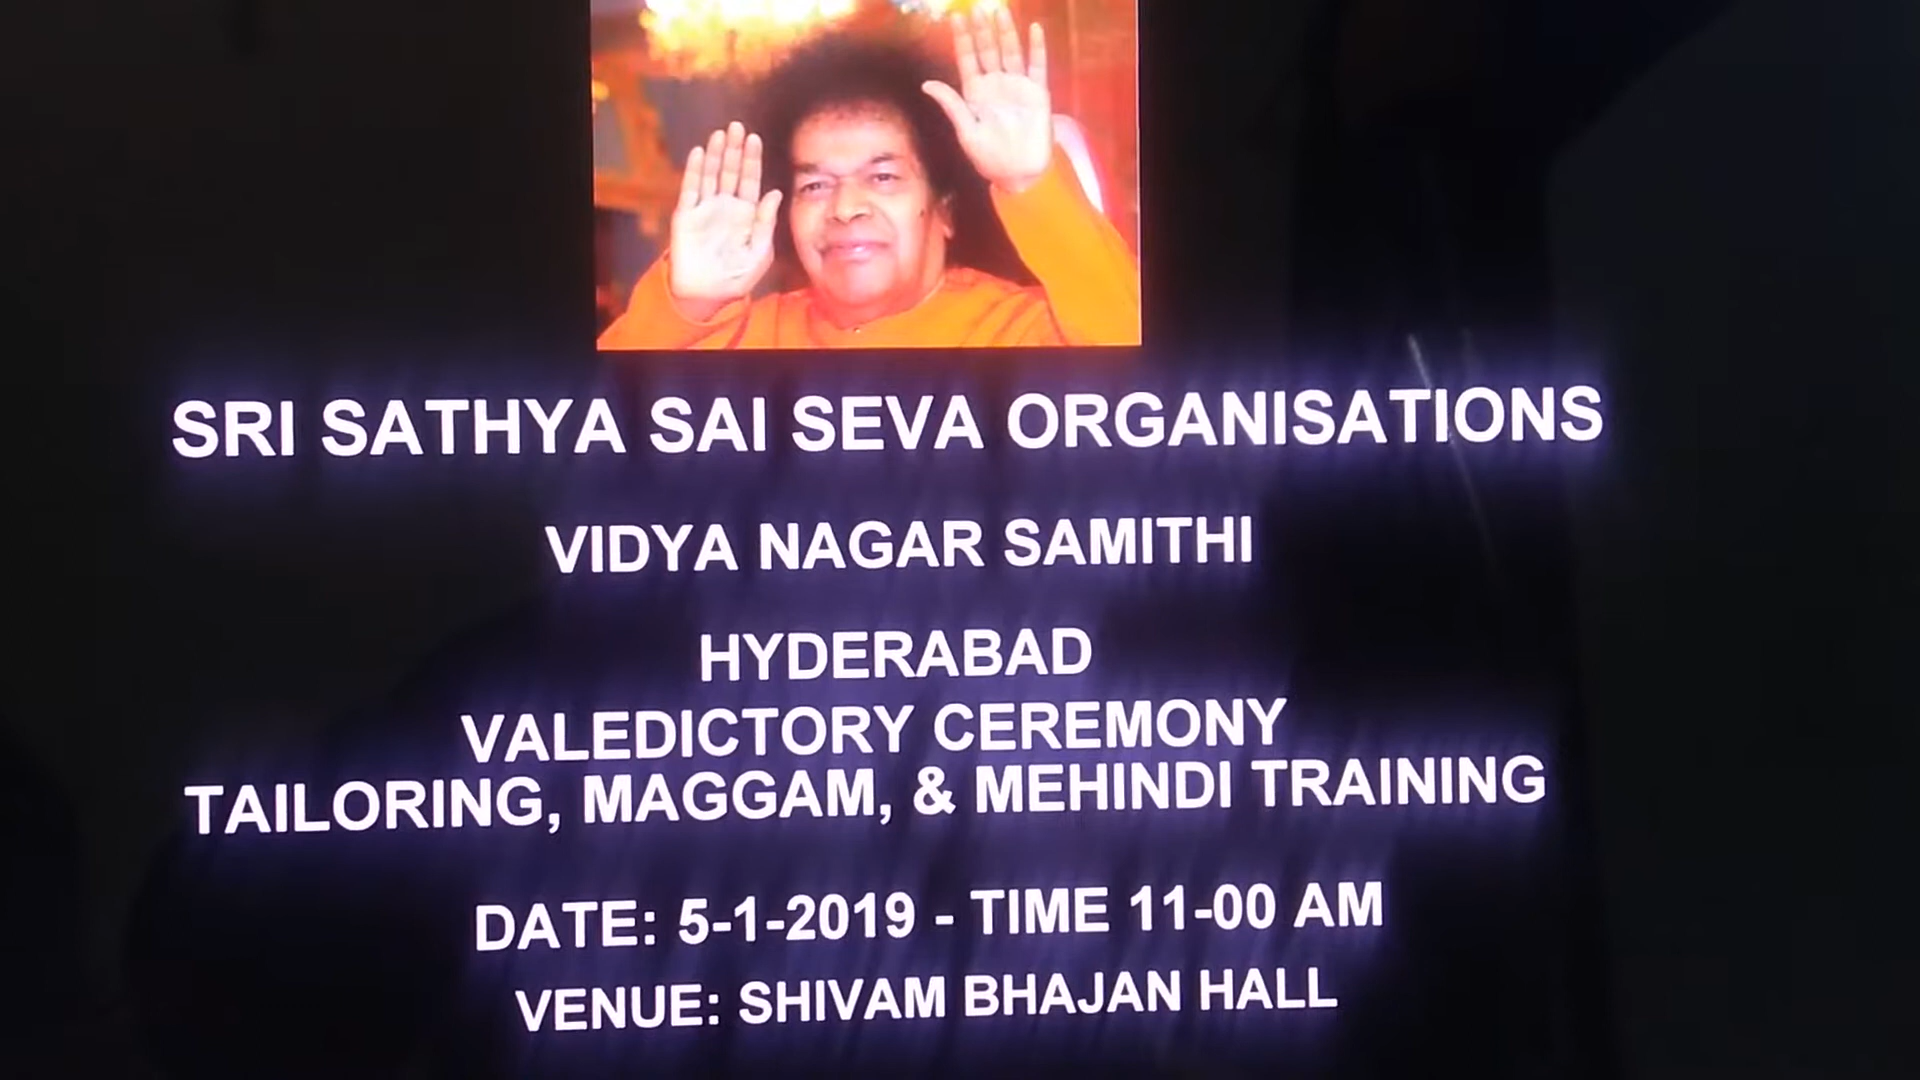 SRI SATHYA SAI SEVA ORGANISATIONS
VIDYA NAGAR SAMITHI
HYDERABAD
VALEDICTORY CEREMONY
TAILORING, MAGGAM, & MEHINDI TRAINING
DATE: 5-1-2019 - TIME 11-00 AM
VENUE: SHIVAM BHAJAN HALL